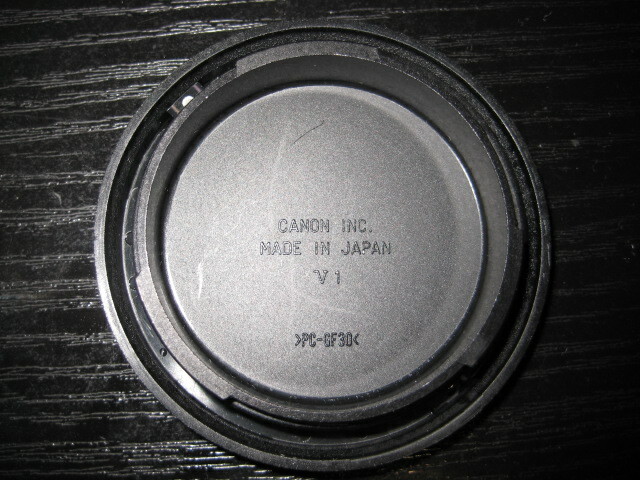 CANON INC.
MADE IN JAPAN
V1
>PC-GF30<